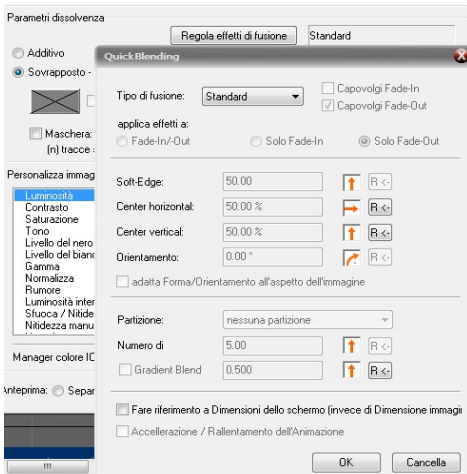 Parametri dissolvenza
Regola effetti di fusione
Standard
Additivo
Sovrapposto -
Maschera:
(n) tracce
Personalizza immag
Luminosità
Contrasto
Saturazione
Tono
Livello del nero
Livello del bianc
Gamma
Normalizza
Rumore
Luminosità inter
Sfuoca / Nitide
Nitidezza manu
Manager colore IC
Anteprima:
Separ
QuickBlending
Tipo di fusione:
Standard
Capovolgi Fade-In
Capovolgi Fade-Out
applica effetti a:
Fade-In/-Out
Solo Fade-In
Solo Fade-Out
Soft-Edge:
50.00
R <-
Center horizontal:
50.00 %
R <-
Center vertical:
50.00 %
R <-
Orientamento:
0.00 °
R <-
adatta Forma/Orientamento all'aspetto dell'immagine
Partizione:
nessuna partizione
Numero di
5.00
R <-
Gradient Blend
0.500
R <-
Fare riferimento a Dimensioni dello schermo (invece di Dimensione immagi
Accellerazione / Rallentamento dell'Animazione
OK
Cancella